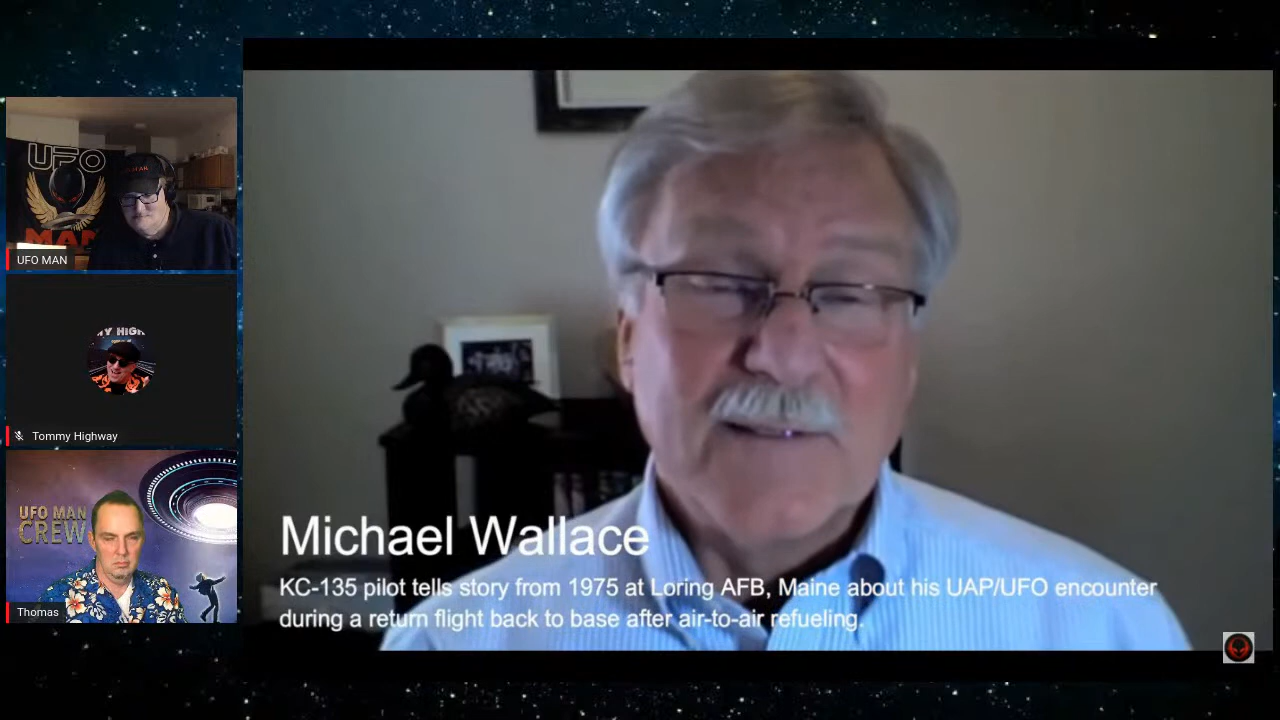 UFO
MAN
UFO MAN
Tommy Highway
UFO MAN
CREW
Thomas
Michael Wallace
KC-135 pilot tells story from 1975 at Loring AFB, Maine about his UAP/UFO encounter
during a return flight back to base after air-to-air refueling.